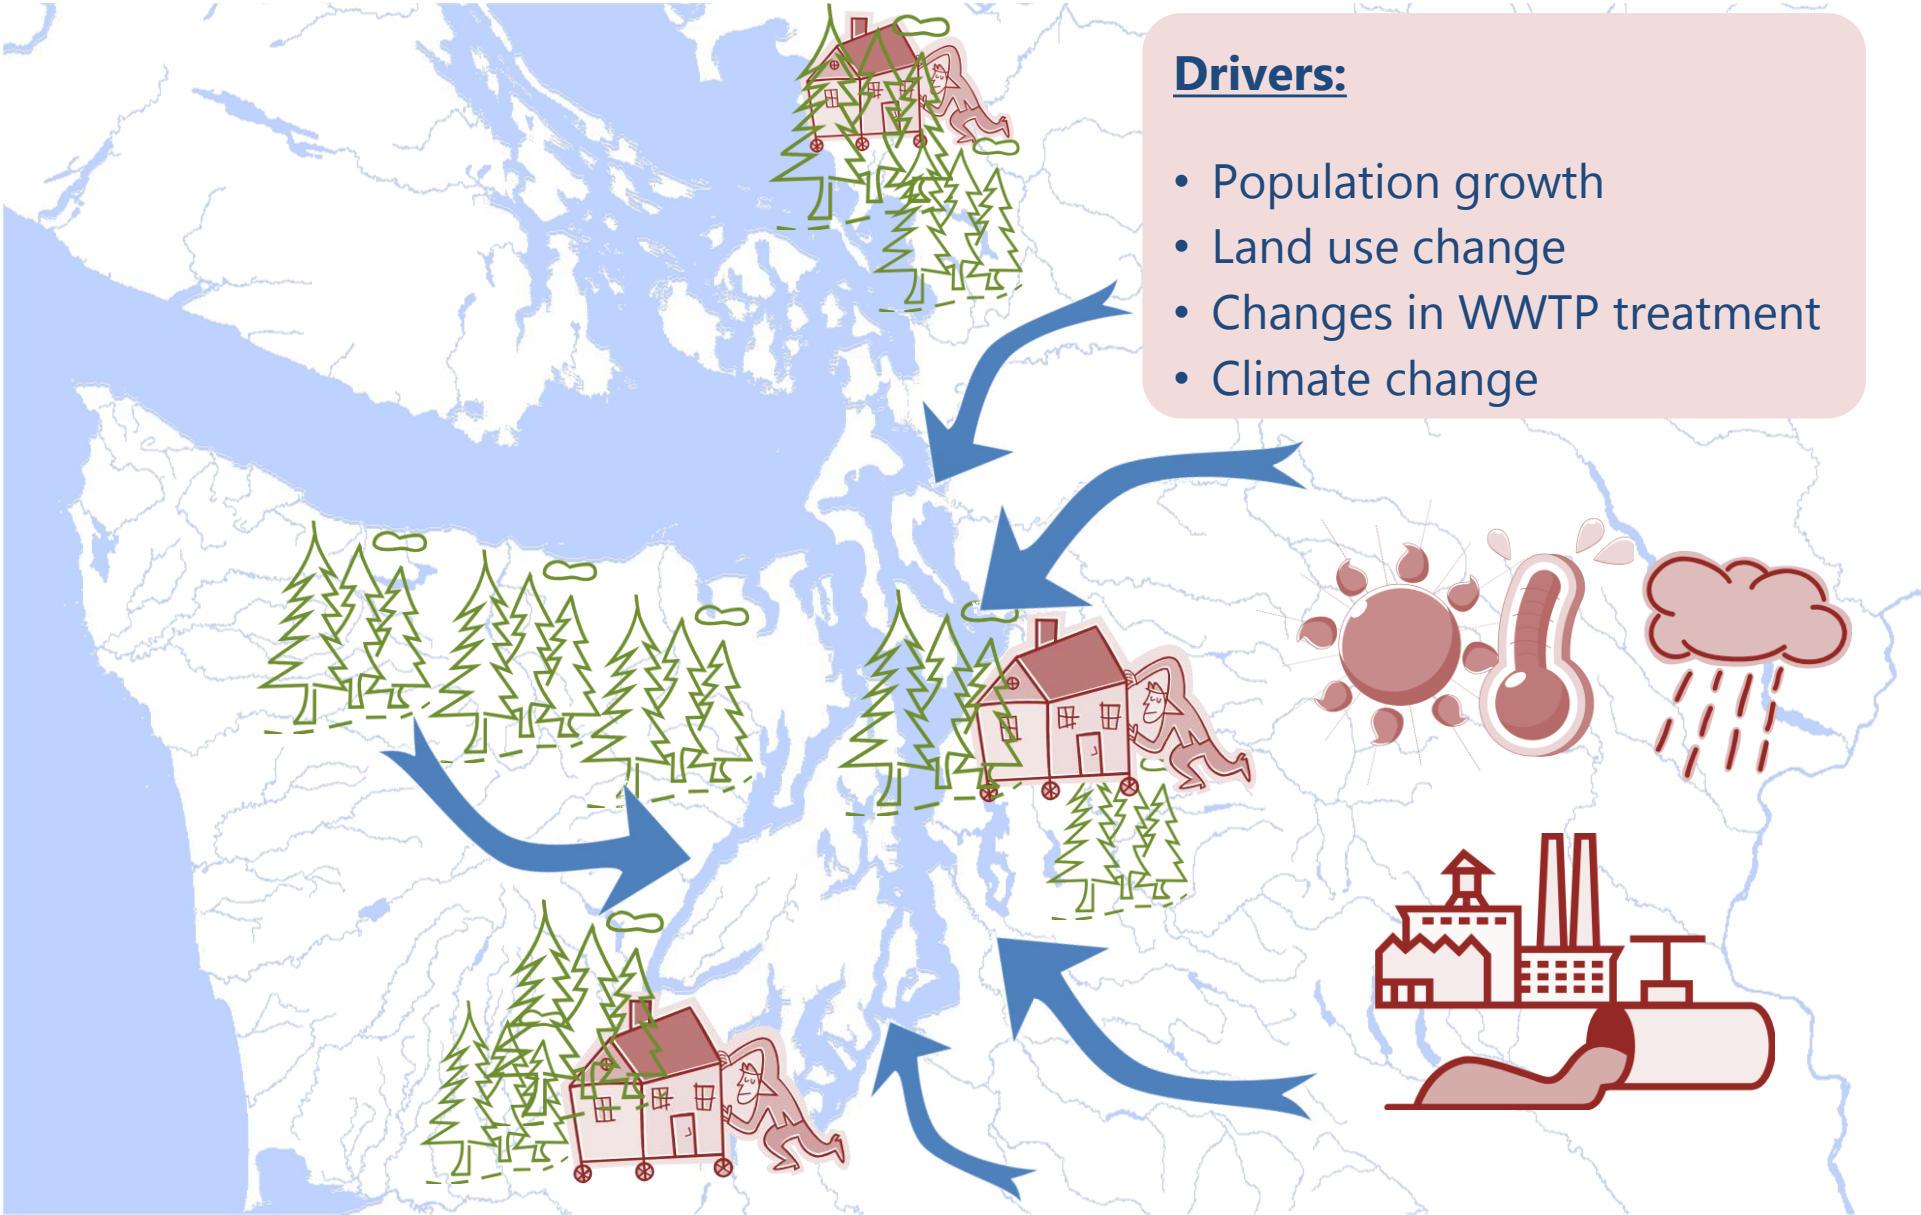 Drivers:
• Population growth
• Land use change
• Changes in WWTP treatment
• Climate change